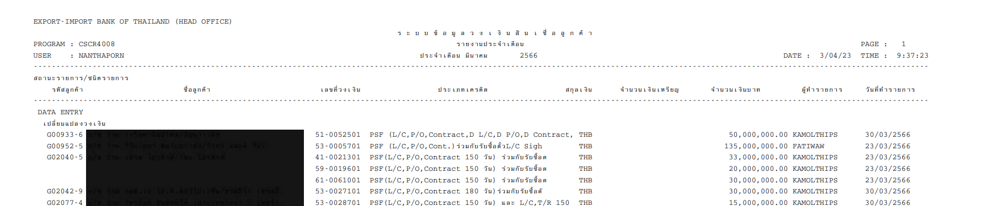 EXPORT-IMPORT BANK OF THAILAND (HEAD OFFICE)
ร ะ บ บ ข้ อ มู ล ว ง เ งิ น สิ น เ ชื่ อ ลู ก ค้ า
PROGRAM : CSCR4008 รายงานประจำเดือน PAGE : 1
USER : NANTHAPORN ประจำเดือน มีนาคม 2566 DATE : 3/04/23 TIME : 9:37:23
สถานะรายการ/ชนิดรายการ
รหัสลูกค้า ชื่อลูกค้า เลขที่วงเงิน ประเภทเครดิต สกุลเงิน จำนวนเงินเหรียญ จำนวนเงินบาท ผู้ทำรายการ วันที่ทำรายการ
DATA ENTRY
เปลี่ยนแปลงวงเงิน
G00933-6 51-0052501 PSF (L/C,P/O,Contract,D L/C,D P/O,D Contract, THB 50,000,000.00 KAMOLTHIPS 30/03/2566
G00952-5 53-0005701 PSF (L/C,P/O,Cont.)ร่วมกับรับซื้อตั๋วL/C Sigh THB 135,000,000.00 FATIWAW 23/03/2566
G02040-5 41-0021301 PSF(L/C,P/O,Contract 150 วัน) ร่วมกับรับซื้อต THB 33,000,000.00 KAMOLTHIPS 23/03/2566
59-0019601 PSF(L/C,P/O,Contract 150 วัน) ร่วมกับรับซื้อต THB 20,000,000.00 KAMOLTHIPS 23/03/2566
61-0061001 PSF(L/C,P/O,Contract 150 วัน) ร่วมกับรับซื้อต THB 30,000,000.00 KAMOLTHIPS 23/03/2566
G02042-9 53-0027101 PSF(L/C,P/O,Contract 180 วัน)ร่วมกับรับซื้อตั THB 30,000,000.00 KAMOLTHIPS 30/03/2566
G02077-4 53-0028701 PSF(L/C,P/O,Contract 150 วัน) และ L/C,T/R 150 THB 15,000,000.00 KAMOLTHIPS 30/03/2566